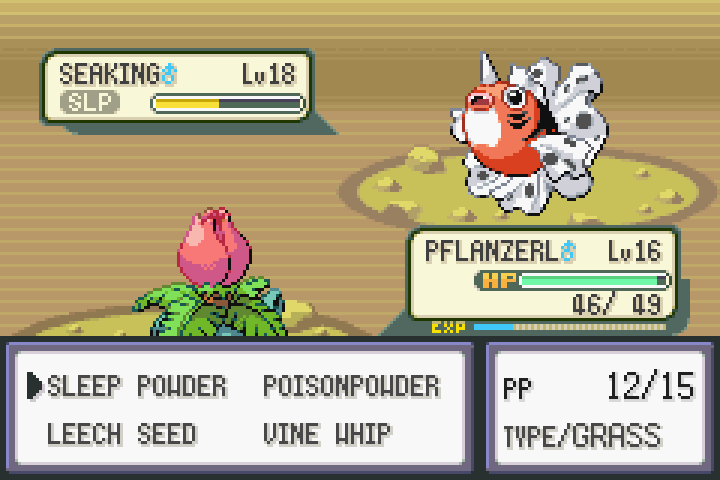 SEAKING♂ Lv18
SLP
PFLANZERL♂ Lv16
HP
46/ 49
EXP
SLEEP POWDER POISONPOWDER
LEECH SEED VINE WHIP
PP 12/15
TYPE/GRASS